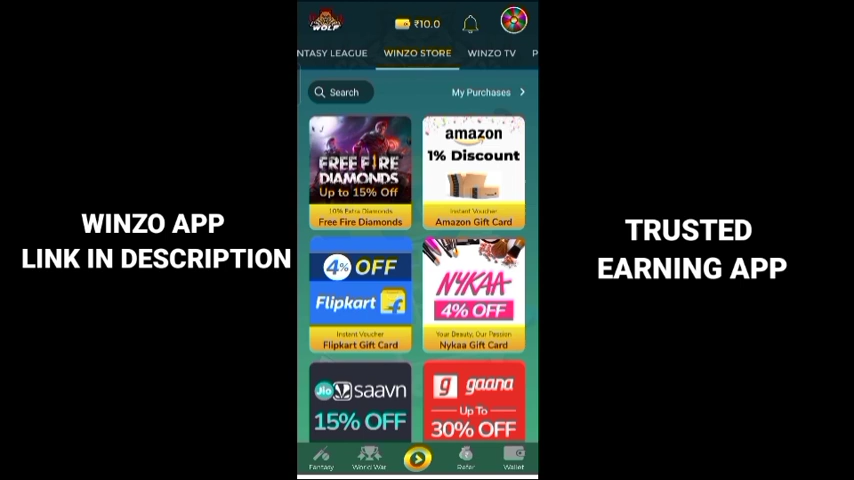 WOLF
₹10.0
NTASY LEAGUE
WINZO STORE
WINZO TV
P
Search
My Purchases
FREE FIRE
DIAMONDS
Up to 15% Off
10% Extra Diamonds
Free Fire Diamonds
amazon
1% Discount
Instant Voucher
Amazon Gift Card
4% OFF
Flipkart
Instant Voucher
Flipkart Gift Card
NYKAA
4% OFF
Your Beauty, Our Passion
Nykaa Gift Card
Jio saavn
15% OFF
g gaana
Up To
30% OFF
Fantasy
World War
Refer
Wallet
WINZO APP
LINK IN DESCRIPTION
TRUSTED
EARNING APP